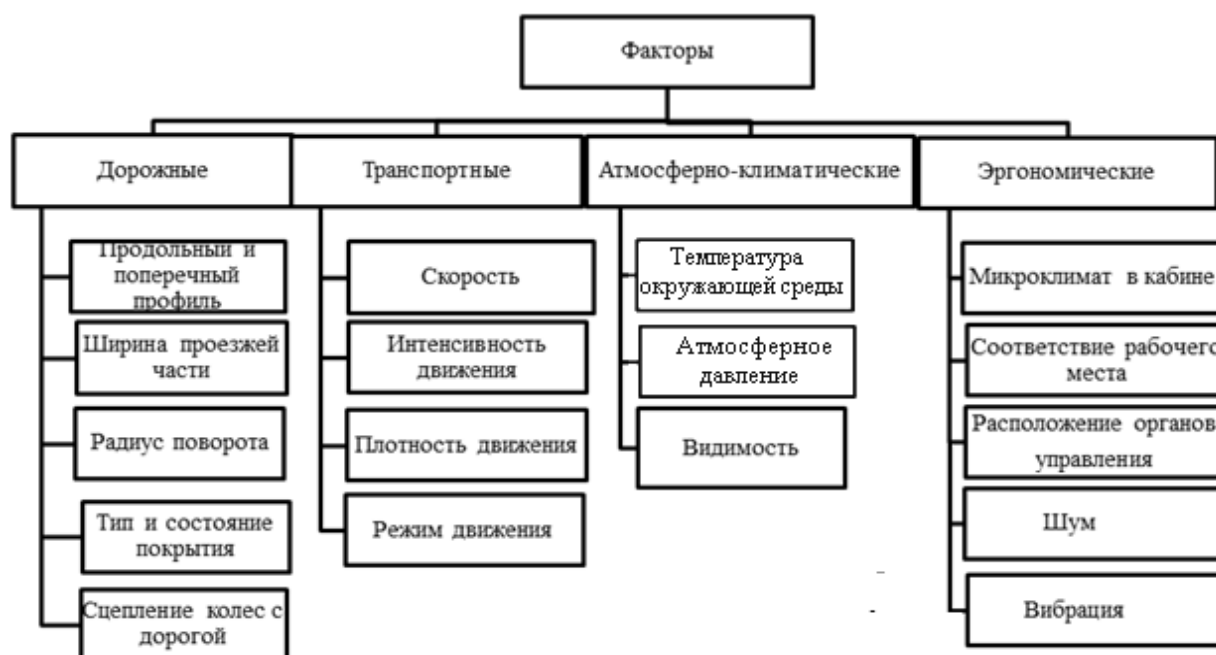 Факторы
Дорожные
Транспортные
Атмосферно-климатические
Эргономические
Продольный и
поперечный
профиль
Ширина проезжей
части
Радиус поворота
Тип и состояние
покрытия
Сцепление колес с
дорогой
Скорость
Интенсивность
движения
Плотность движения
Режим движения
Температура
окружающей среды
Атмосферное
давление
Видимость
Микроклимат в кабине
Соответствие рабочего
места
Расположение органов
управления
Шум
Вибрация